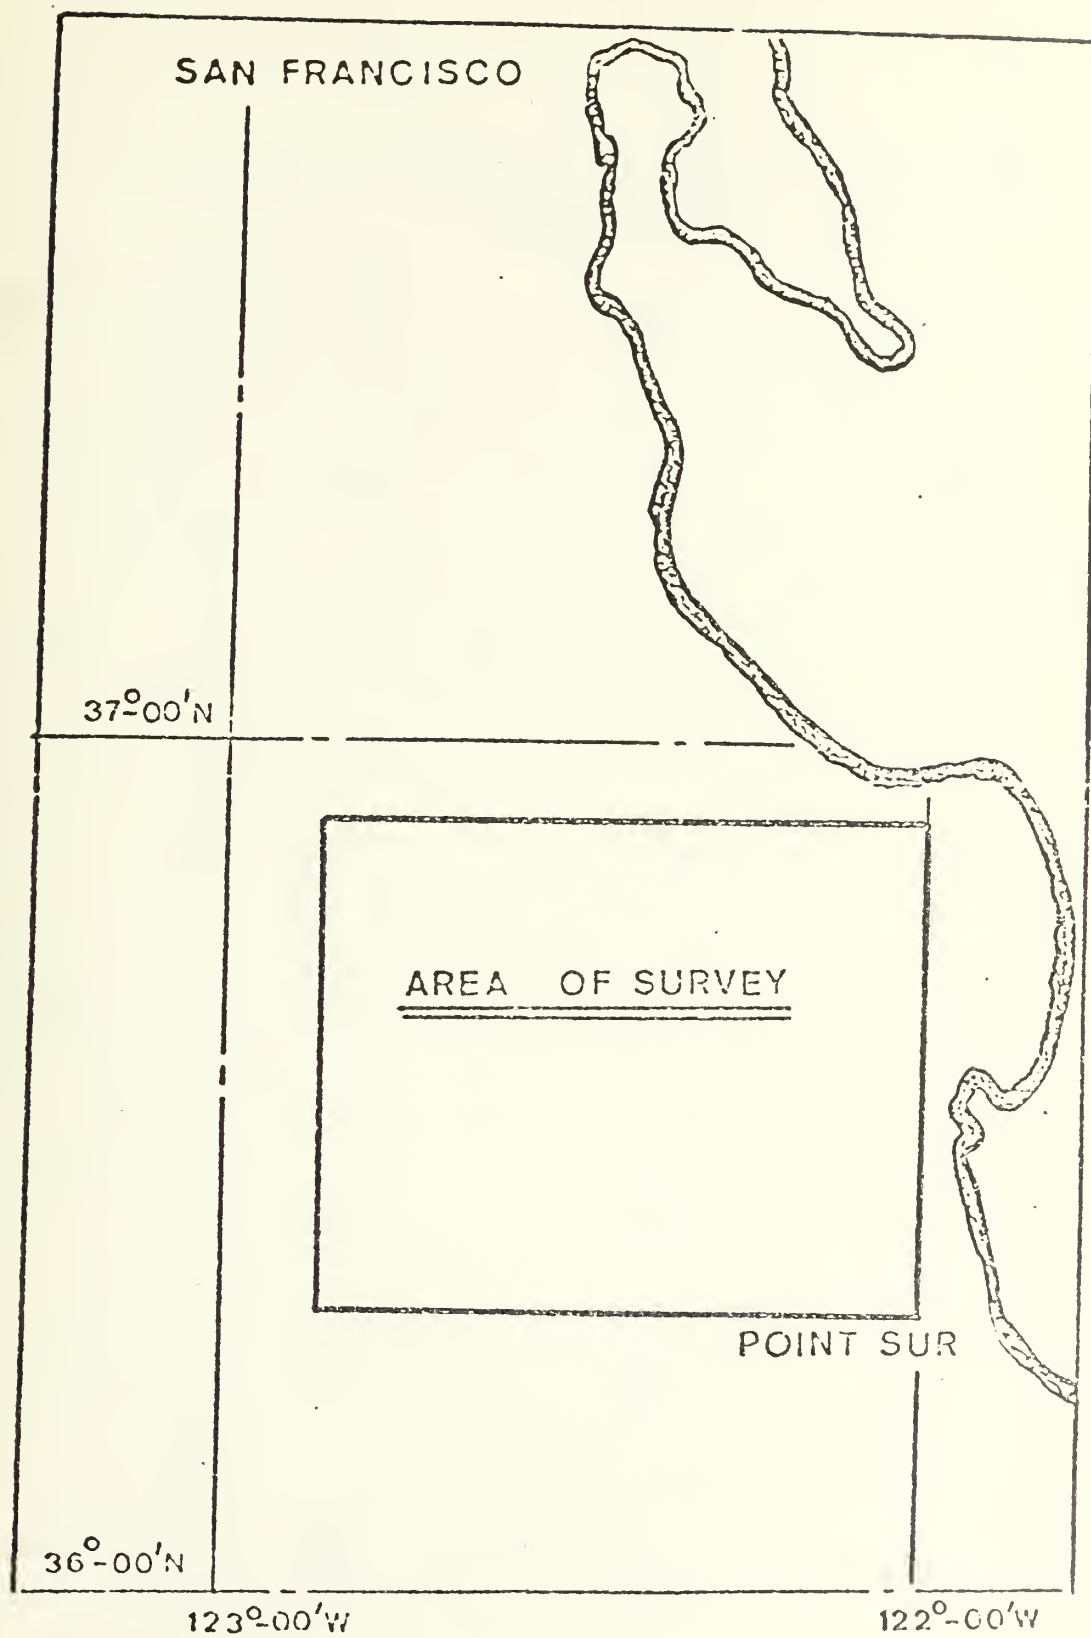 SAN FRANCISCO
37°-00'N
AREA OF SURVEY
POINT SUR
36°-00'N
123°-00'W
122°-00'W